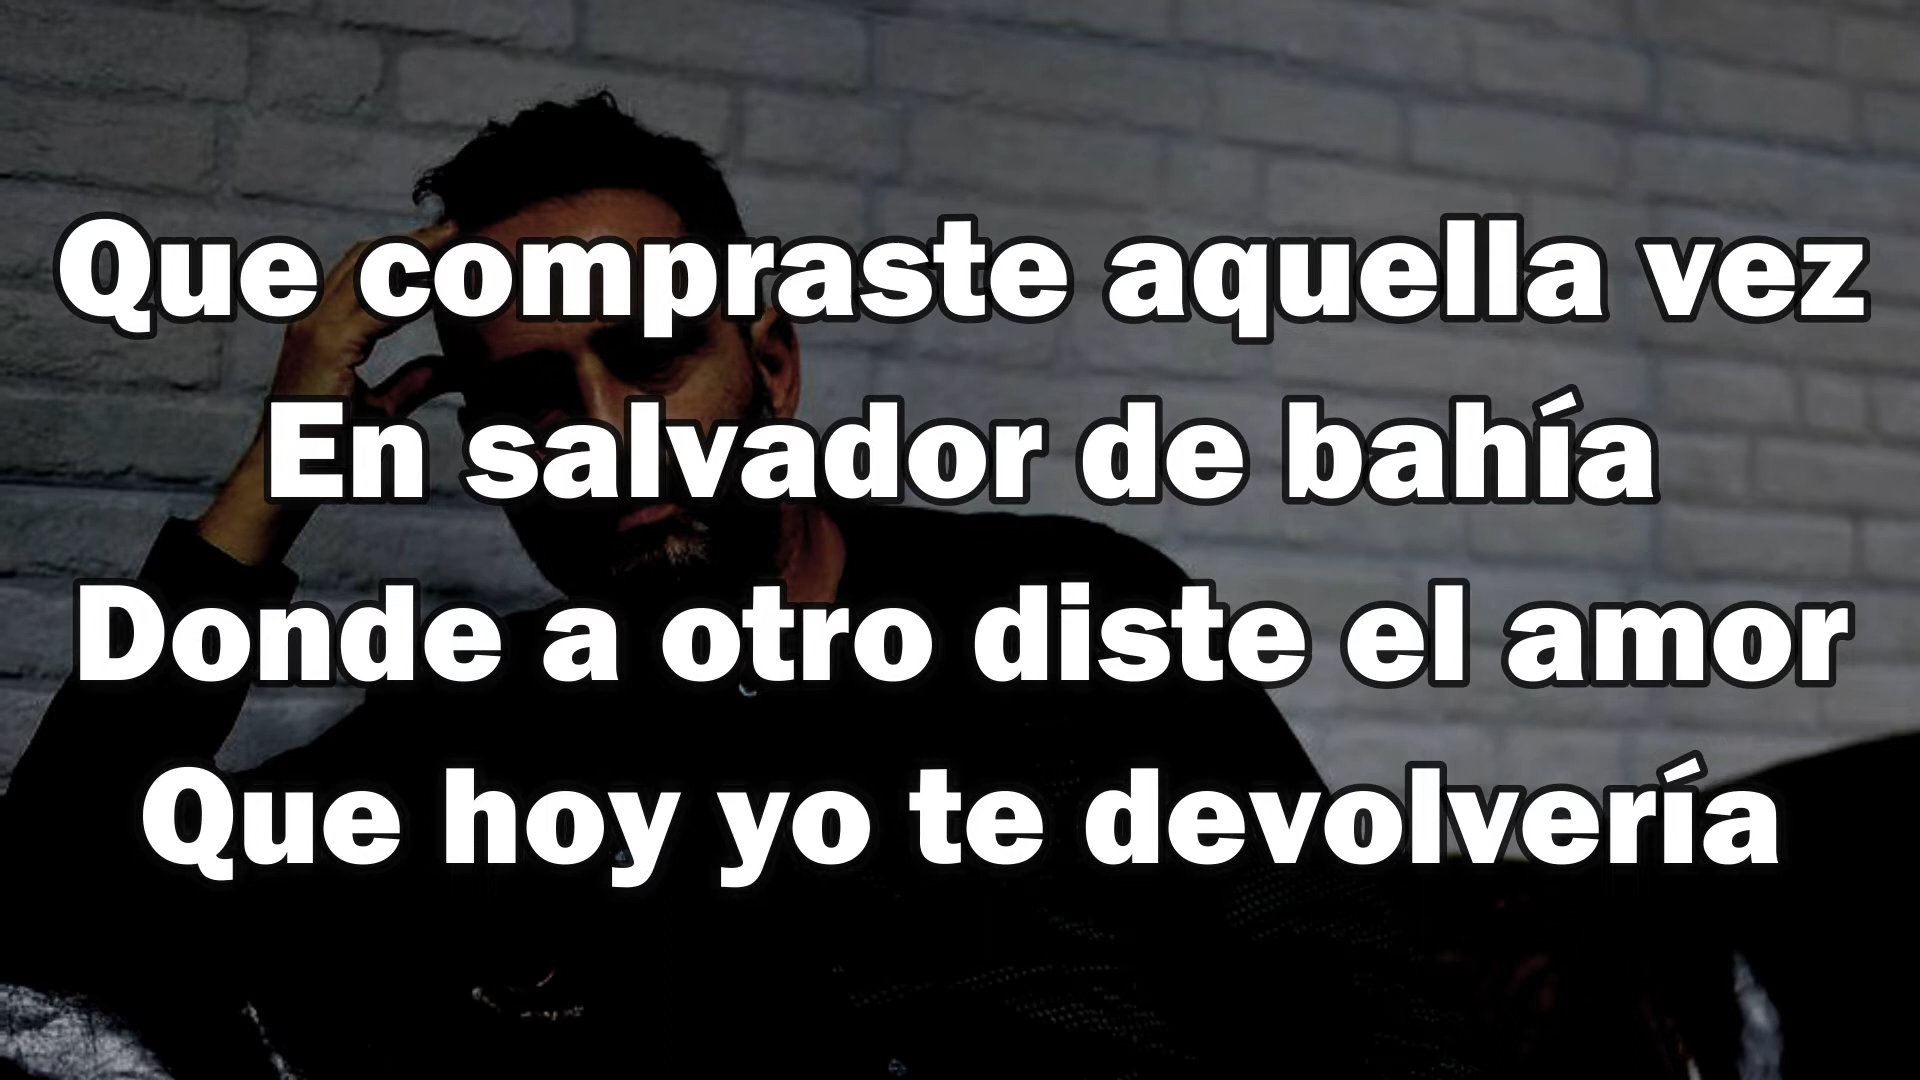 Que compraste aquella vez
En salvador de bahía
Donde a otro diste el amor
Que hoy yo te devolvería